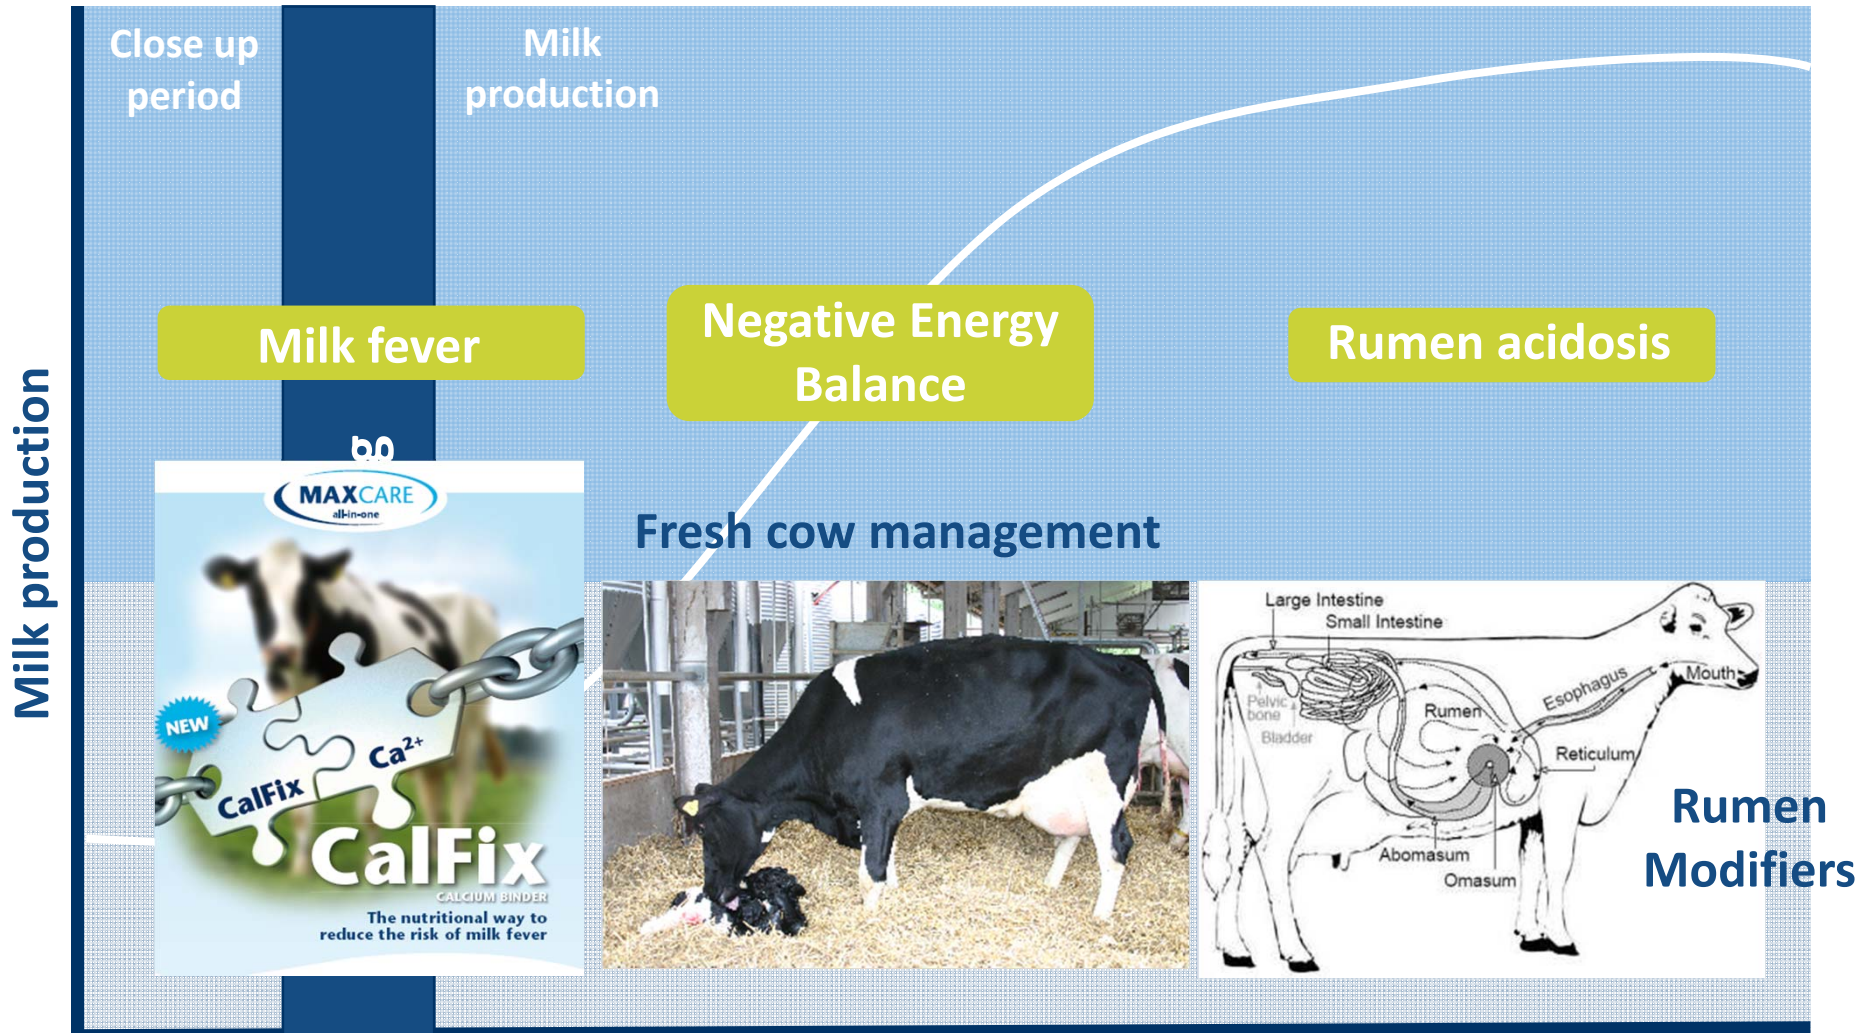 Close up
period
Milk
production
Milk fever
Negative Energy
Balance
Rumen acidosis
Milk production
g
MAXCARE
all-in-one
Fresh cow management
NEW
CalFix
Ca²⁺
CalFix
CALCIUM BINDER
The nutritional way to
reduce the risk of milk fever
Large Intestine
Small Intestine
Pelvic
bone
Bladder
Rumen
Esophagus
Mouth
Reticulum
Abomasum
Omasum
Rumen
Modifiers